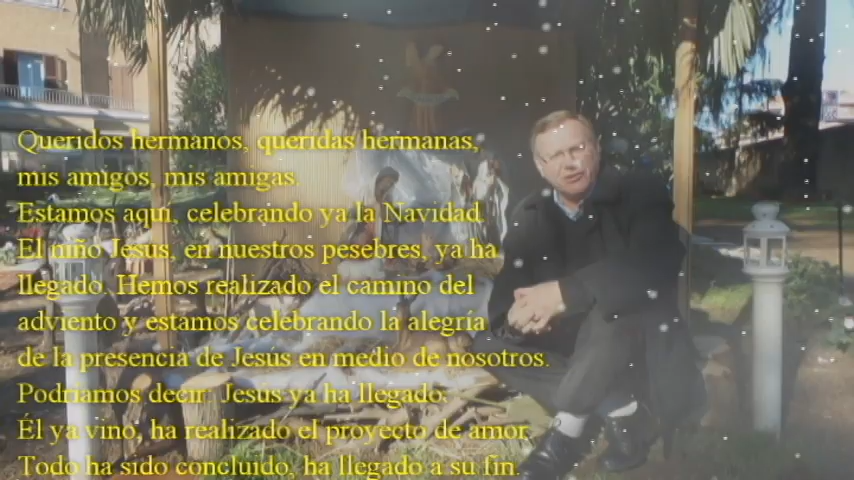 Queridos hermanos, queridas hermanas,
mis amigos, mis amigas.
Estamos aquí, celebrando ya la Navidad.
El niño Jesús, en nuestros pesebres, ya ha
llegado. Hemos realizado el camino del
adviento y estamos celebrando la alegría
de la presencia de Jesús en medio de nosotros.
Podríamos decir: Jesús ya ha llegado.
Él ya vino, ha realizado el proyecto de amor.
Todo ha sido concluido, ha llegado a su fin.